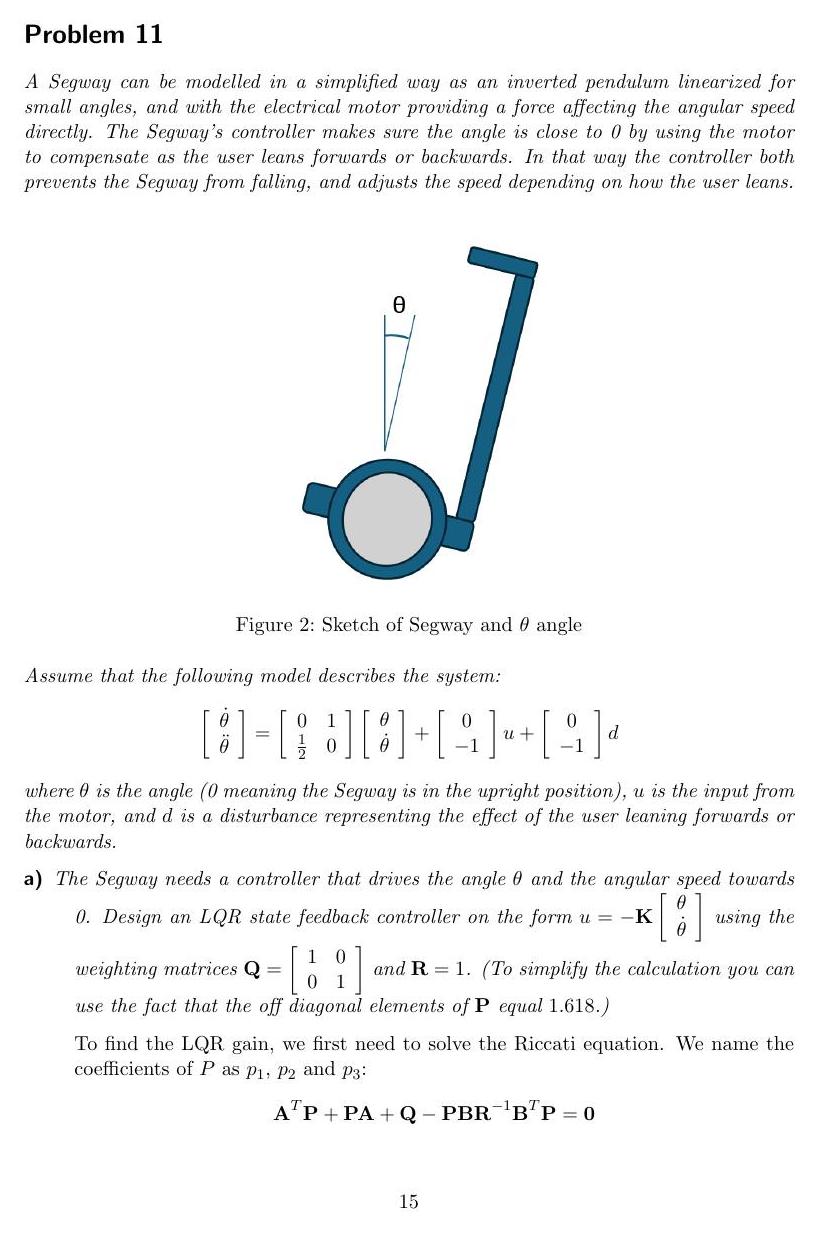 Problem 11
A Segway can be modelled in a simplified way as an inverted pendulum linearized for
small angles, and with the electrical motor providing a force affecting the angular speed
directly. The Segway's controller makes sure the angle is close to 0 by using the motor
to compensate as the user leans forwards or backwards. In that way the controller both
prevents the Segway from falling, and adjusts the speed depending on how the user leans.
θ
Figure 2: Sketch of Segway and θ angle
Assume that the following model describes the system:
[ θ̇ ; θ̈ ] = [ 0 1 ; 1/2 0 ] [ θ ; θ̇ ] + [ 0 ; −1 ] u + [ 0 ; −1 ] d
where θ is the angle (0 meaning the Segway is in the upright position), u is the input from
the motor, and d is a disturbance representing the effect of the user leaning forwards or
backwards.
a) The Segway needs a controller that drives the angle θ and the angular speed towards
0. Design an LQR state feedback controller on the form u = −K [ θ ; θ̇ ] using the
weighting matrices Q = [ 1 0 ; 0 1 ] and R = 1. (To simplify the calculation you can
use the fact that the off diagonal elements of P equal 1.618.)
To find the LQR gain, we first need to solve the Riccati equation. We name the
coefficients of P as p₁, p₂ and p₃:
AᵀP + PA + Q − PBR⁻¹BᵀP = 0
15